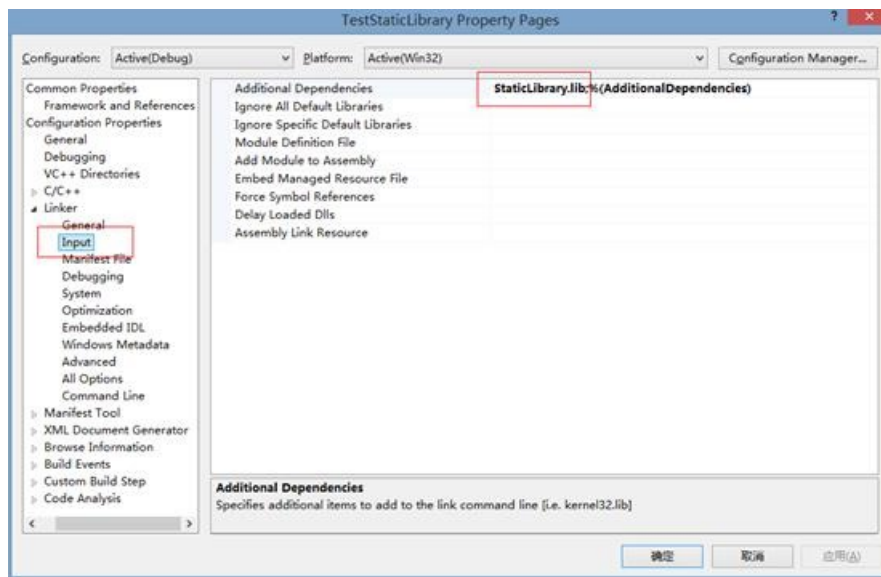 TestStaticLibrary Property Pages
?
Configuration: Active(Debug) Platform: Active(Win32) Configuration Manager...
Common Properties
Framework and References
Configuration Properties
General
Debugging
VC++ Directories
C/C++
Linker
General
Input
Manifest File
Debugging
System
Optimization
Embedded IDL
Windows Metadata
Advanced
All Options
Command Line
Manifest Tool
XML Document Generator
Browse Information
Build Events
Custom Build Step
Code Analysis
Additional Dependencies StaticLibrary.lib;%(AdditionalDependencies)
Ignore All Default Libraries
Ignore Specific Default Libraries
Module Definition File
Add Module to Assembly
Embed Managed Resource File
Force Symbol References
Delay Loaded Dlls
Assembly Link Resource
Additional Dependencies
Specifies additional items to add to the link command line [i.e. kernel32.lib]
确定 取消 应用(A)